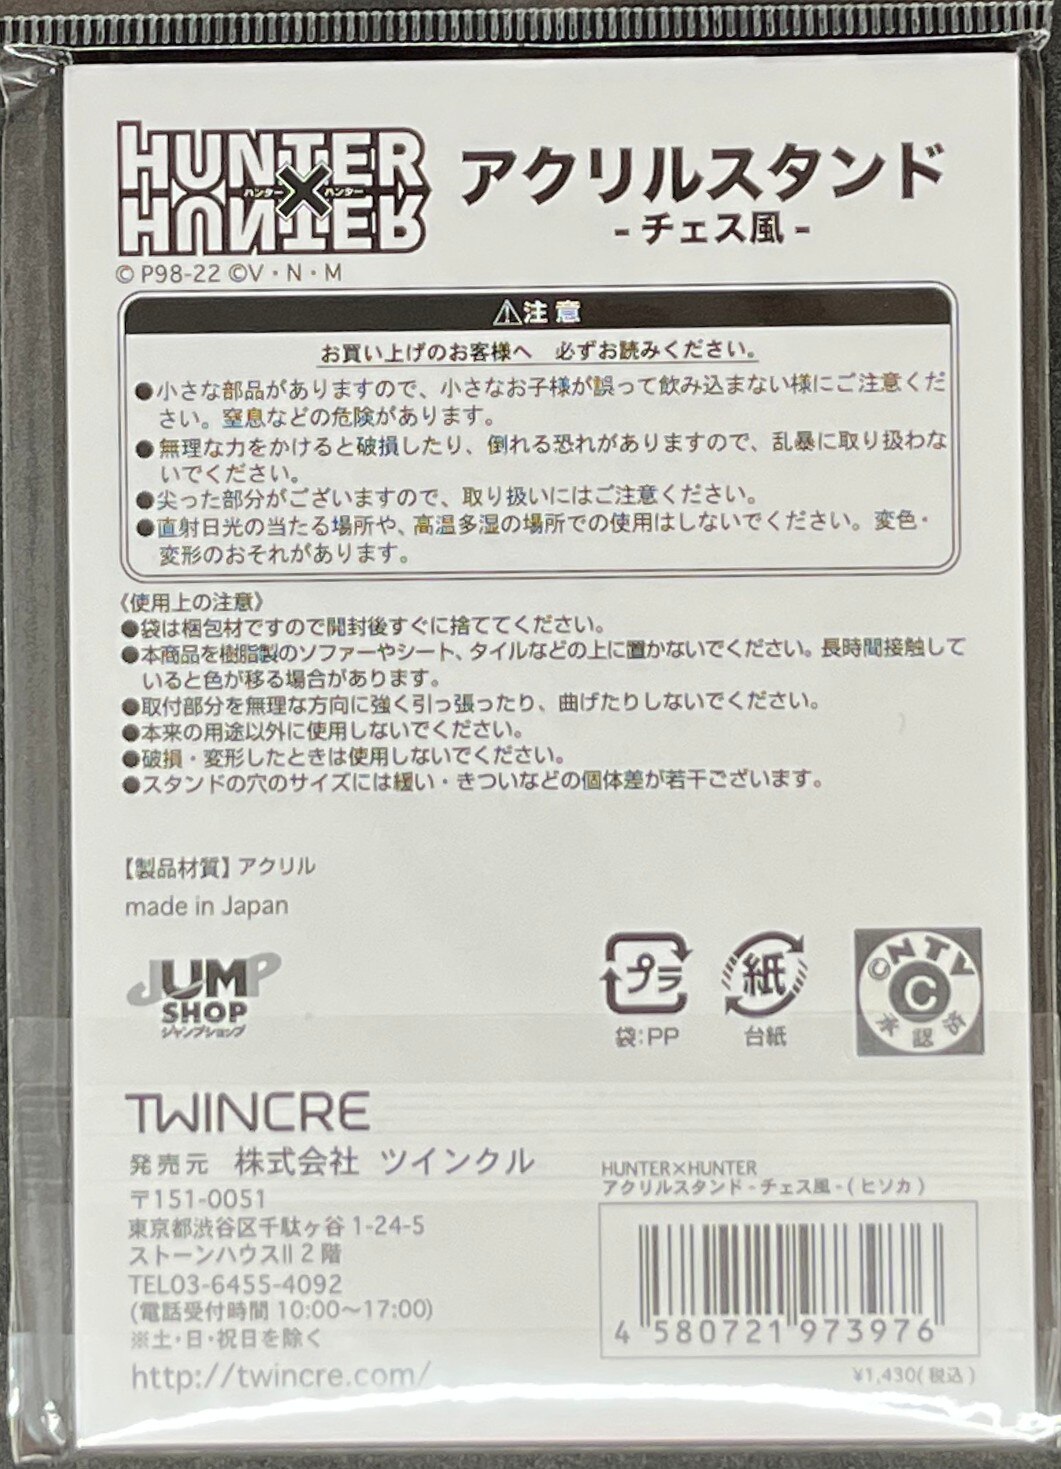 HUNTER×HUNTER
ハンター ハンター
アクリルスタンド
- チェス風 -
© P98-22 ©V・N・M
⚠注意
お買い上げのお客様へ 必ずお読みください。
●小さな部品がありますので、小さなお子様が誤って飲み込まない様にご注意くだ
さい。窒息などの危険があります。
●無理な力をかけると破損したり、倒れる恐れがありますので、乱暴に取り扱わな
いでください。
●尖った部分がございますので、取り扱いにはご注意ください。
●直射日光の当たる場所や、高温多湿の場所での使用はしないでください。変色・
変形のおそれがあります。
《使用上の注意》
●袋は梱包材ですので開封後すぐに捨ててください。
●本商品を樹脂製のソファーやシート、タイルなどの上に置かないでください。長時間接触して
いると色が移る場合があります。
●取付部分を無理な方向に強く引っ張ったり、曲げたりしないでください。
●本来の用途以外に使用しないでください。
●破損・変形したときは使用しないでください。
●スタンドの穴のサイズには緩い・きついなどの個体差が若干ございます。
【製品材質】アクリル
made in Japan
JUMP
SHOP
ジャンプショップ
プラ
袋:PP
紙
台紙
©NTV
C
承認済
TWINCRE
発売元 株式会社 ツインクル
〒151-0051
東京都渋谷区千駄ヶ谷 1-24-5
ストーンハウスII 2 階
TEL03-6455-4092
(電話受付時間 10:00～17:00)
※土・日・祝日を除く
http://twincre.com/
HUNTER×HUNTER
アクリルスタンド - チェス風 - ( ヒソカ )
4 580721 973976
¥1,430( 税込 )